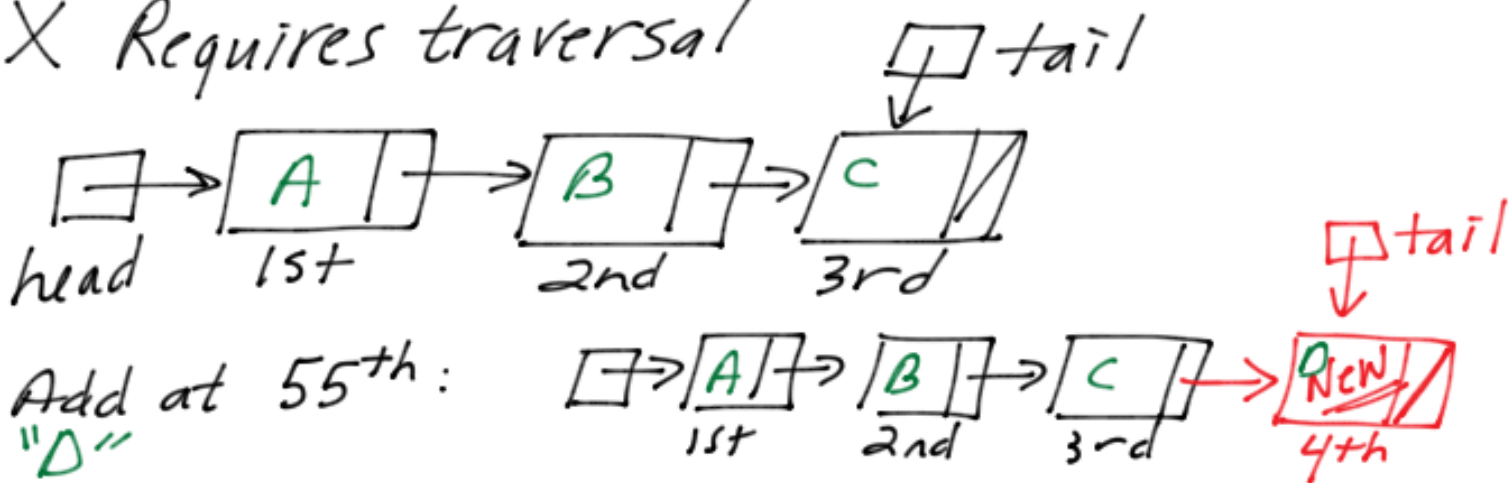 X Requires traversal
tail
A B C
head 1st 2nd 3rd
tail
Add at 55th: A B C D New
"D" 1st 2nd 3rd 4th